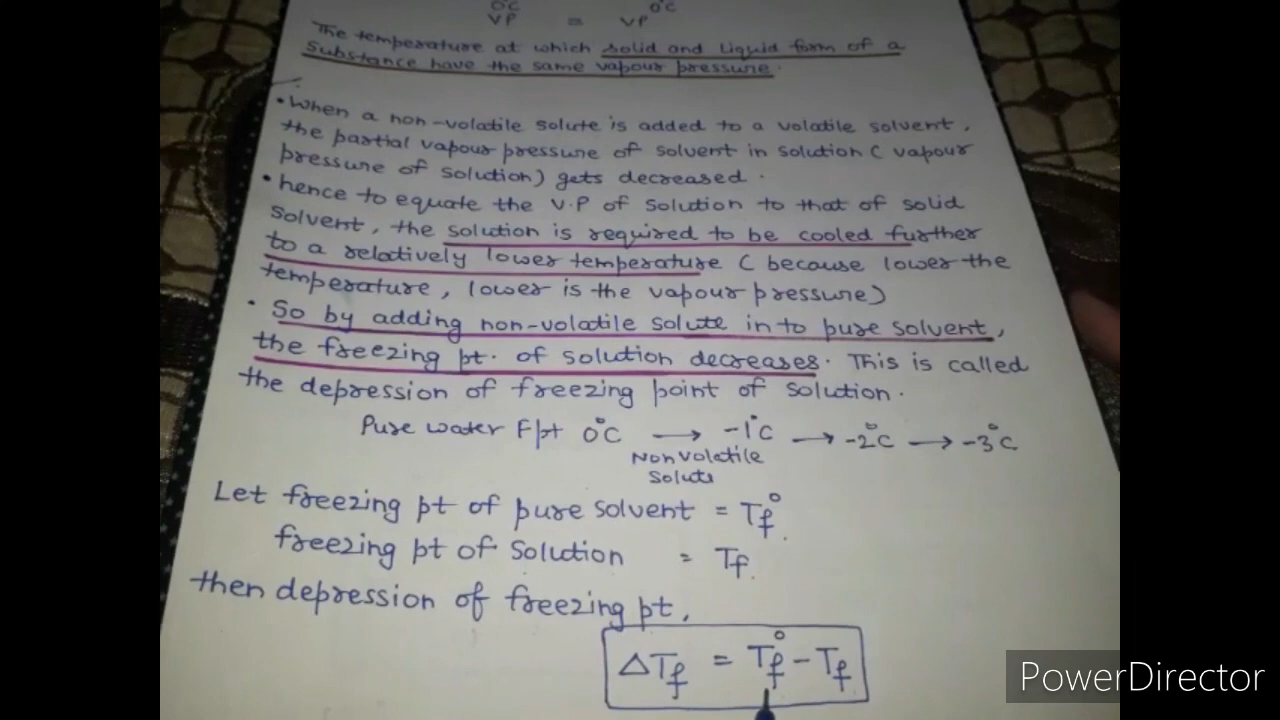 0°C 0°C
VP = VP
The temperature at which solid and liquid form of a
substance have the same vapour pressure.
• When a non-volatile solute is added to a volatile solvent,
the partial vapour pressure of solvent in solution (vapour
pressure of solution) gets decreased.
• hence to equate the V.P of solution to that of solid
solvent, the solution is required to be cooled further
to a relatively lower temperature (because lower the
temperature, lower is the vapour pressure)
• So by adding non-volatile solute in to pure solvent,
the freezing pt. of solution decreases. This is called
the depression of freezing point of solution.
Pure water Fpt 0°C → -1°C → -2°C → -3°C
Non volatile
solute
Let freezing pt of pure solvent = Tf°.
freezing pt of Solution = Tf.
then depression of freezing pt,
ΔTf = Tf° - Tf
PowerDirector